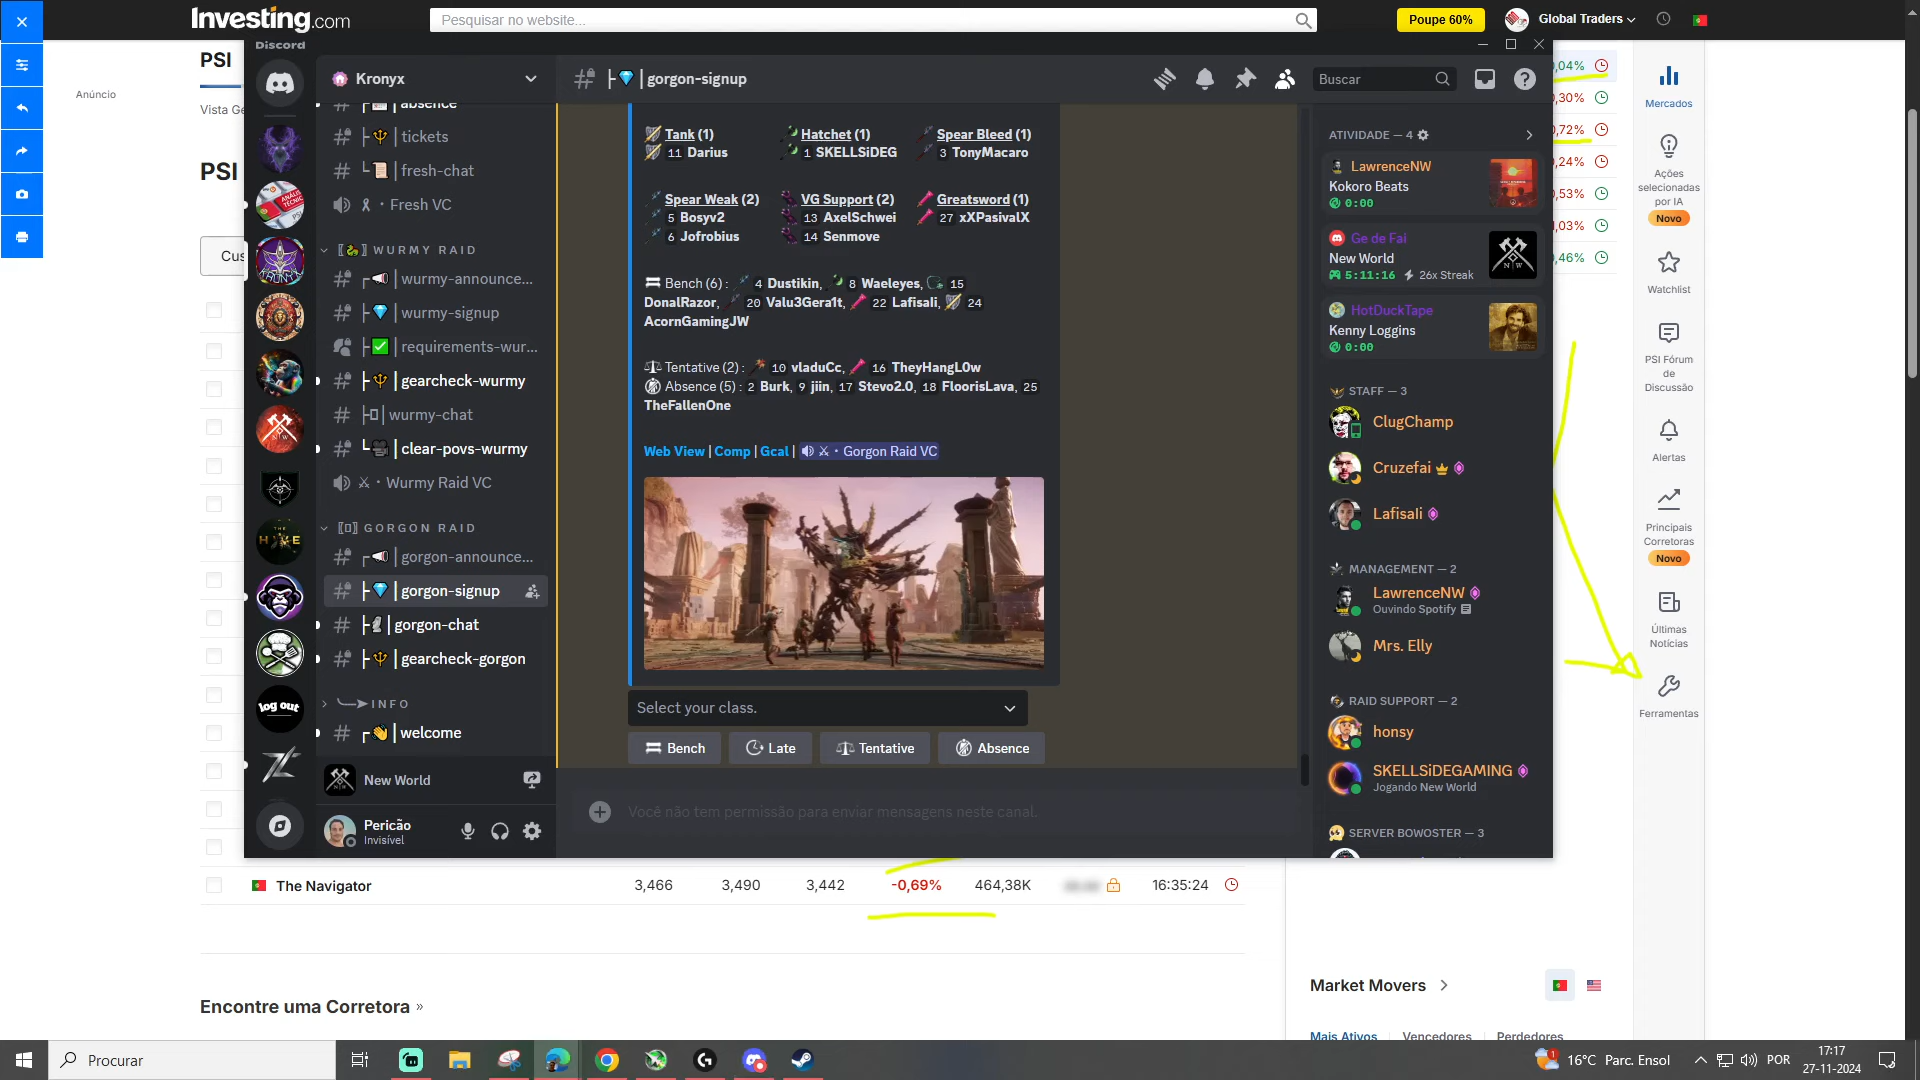 Investing.com
Pesquisar no website...
Poupe 60%
Global Traders
Discord
PSI
Anúncio
PSI
Kronyx
absence
tickets
fresh-chat
Fresh VC
WURMY RAID
wurmy-announce...
wurmy-signup
requirements-wur...
gearcheck-wurmy
wurmy-chat
clear-povs-wurmy
Wurmy Raid VC
GORGON RAID
gorgon-announce...
gorgon-signup
gorgon-chat
gearcheck-gorgon
INFO
welcome
New World
Pericão
Invisível
log out
gorgon-signup
Buscar
Tank (1)
11 Darius
Hatchet (1)
1 SKELLSiDEG
Spear Bleed (1)
3 TonyMacaro
Spear Weak (2)
5 Bosyv2
6 Jofrobius
VG Support (2)
13 AxelSchwei
14 Senmove
Greatsword (1)
27 xXPasivalX
Bench (6): 4 Dustikin, 8 Waeleyes, 15
DonalRazor, 20 Valu3Gera1t, 22 Lafisali, 24
AcornGamingJW
Tentative (2): 10 vladuCc, 16 TheyHangL0w
Absence (5): 2 Burk, 9 jiin, 17 Stevo2.0, 18 FloorisLava, 25
TheFallenOne
Web View | Comp | Gcal | Gorgon Raid VC
Select your class.
Bench
Late
Tentative
Absence
Você não tem permissão para enviar mensagens neste canal.
ATIVIDADE — 4
LawrenceNW
Kokoro Beats
0:00
Ge de Fai
New World
5:11:16 26x Streak
HotDuckTape
Kenny Loggins
0:00
STAFF — 3
ClugChamp
Cruzefai
Lafisali
MANAGEMENT — 2
LawrenceNW
Ouvindo Spotify
Mrs. Elly
RAID SUPPORT — 2
honsy
SKELLSiDEGAMING
Jogando New World
SERVER BOWOSTER — 3
,04%
,30%
,72%
,24%
,53%
,03%
,46%
Mercados
Ações
selecionadas
por IA
Novo
Watchlist
PSI Fórum
de
Discussão
Alertas
Principais
Corretoras
Novo
Últimas
Notícias
Ferramentas
The Navigator 3,466 3,490 3,442 -0,69% 464,38K 16:35:24
Encontre uma Corretora »
Market Movers
Mais Ativos Vencedores Perdedores
Procurar
16°C Parc. Ensol
POR
17:17
27-11-2024